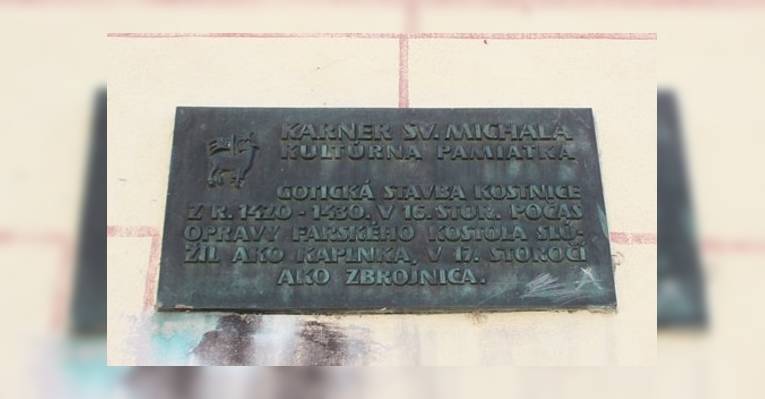 KARNER SV. MICHALA
KULTÚRNA PAMIATKA
GOTICKÁ STAVBA KOSTNICE
Z R. 1420 - 1430, V 16. STOR. POČAS
OPRAVY FARSKÉHO KOSTOLA SLÚ-
ŽIL AKO KAPLNKA, V 17. STOROČÍ
AKO ZBROJNICA.